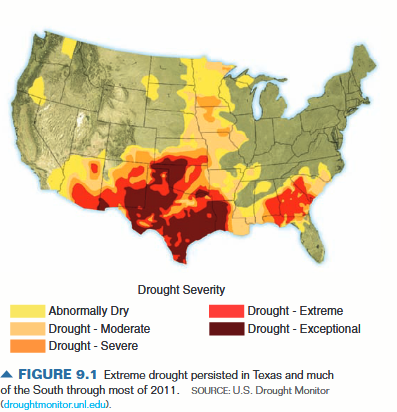 Drought Severity
Abnormally Dry
Drought - Extreme
Drought - Moderate
Drought - Exceptional
Drought - Severe
▲ FIGURE 9.1 Extreme drought persisted in Texas and much
of the South through most of 2011. SOURCE: U.S. Drought Monitor
(droughtmonitor.unl.edu).